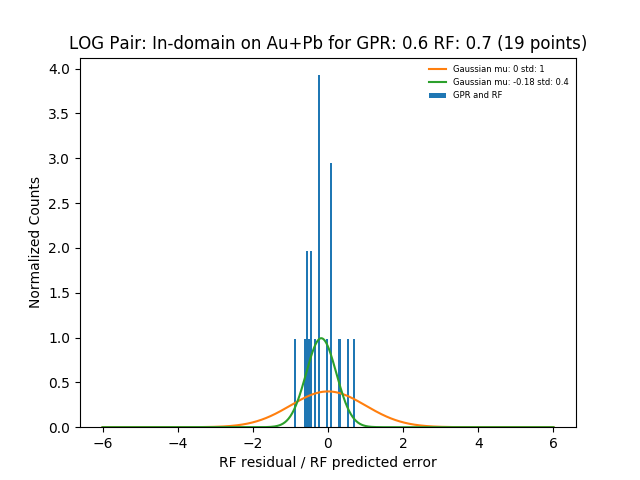 LOG Pair: In-domain on Au+Pb for GPR: 0.6 RF: 0.7 (19 points)
Gaussian mu: 0 std: 1
Gaussian mu: -0.18 std: 0.4
GPR and RF
Normalized Counts
4.0
3.5
3.0
2.5
2.0
1.5
1.0
0.5
0.0
−6 −4 −2 0 2 4 6
RF residual / RF predicted error